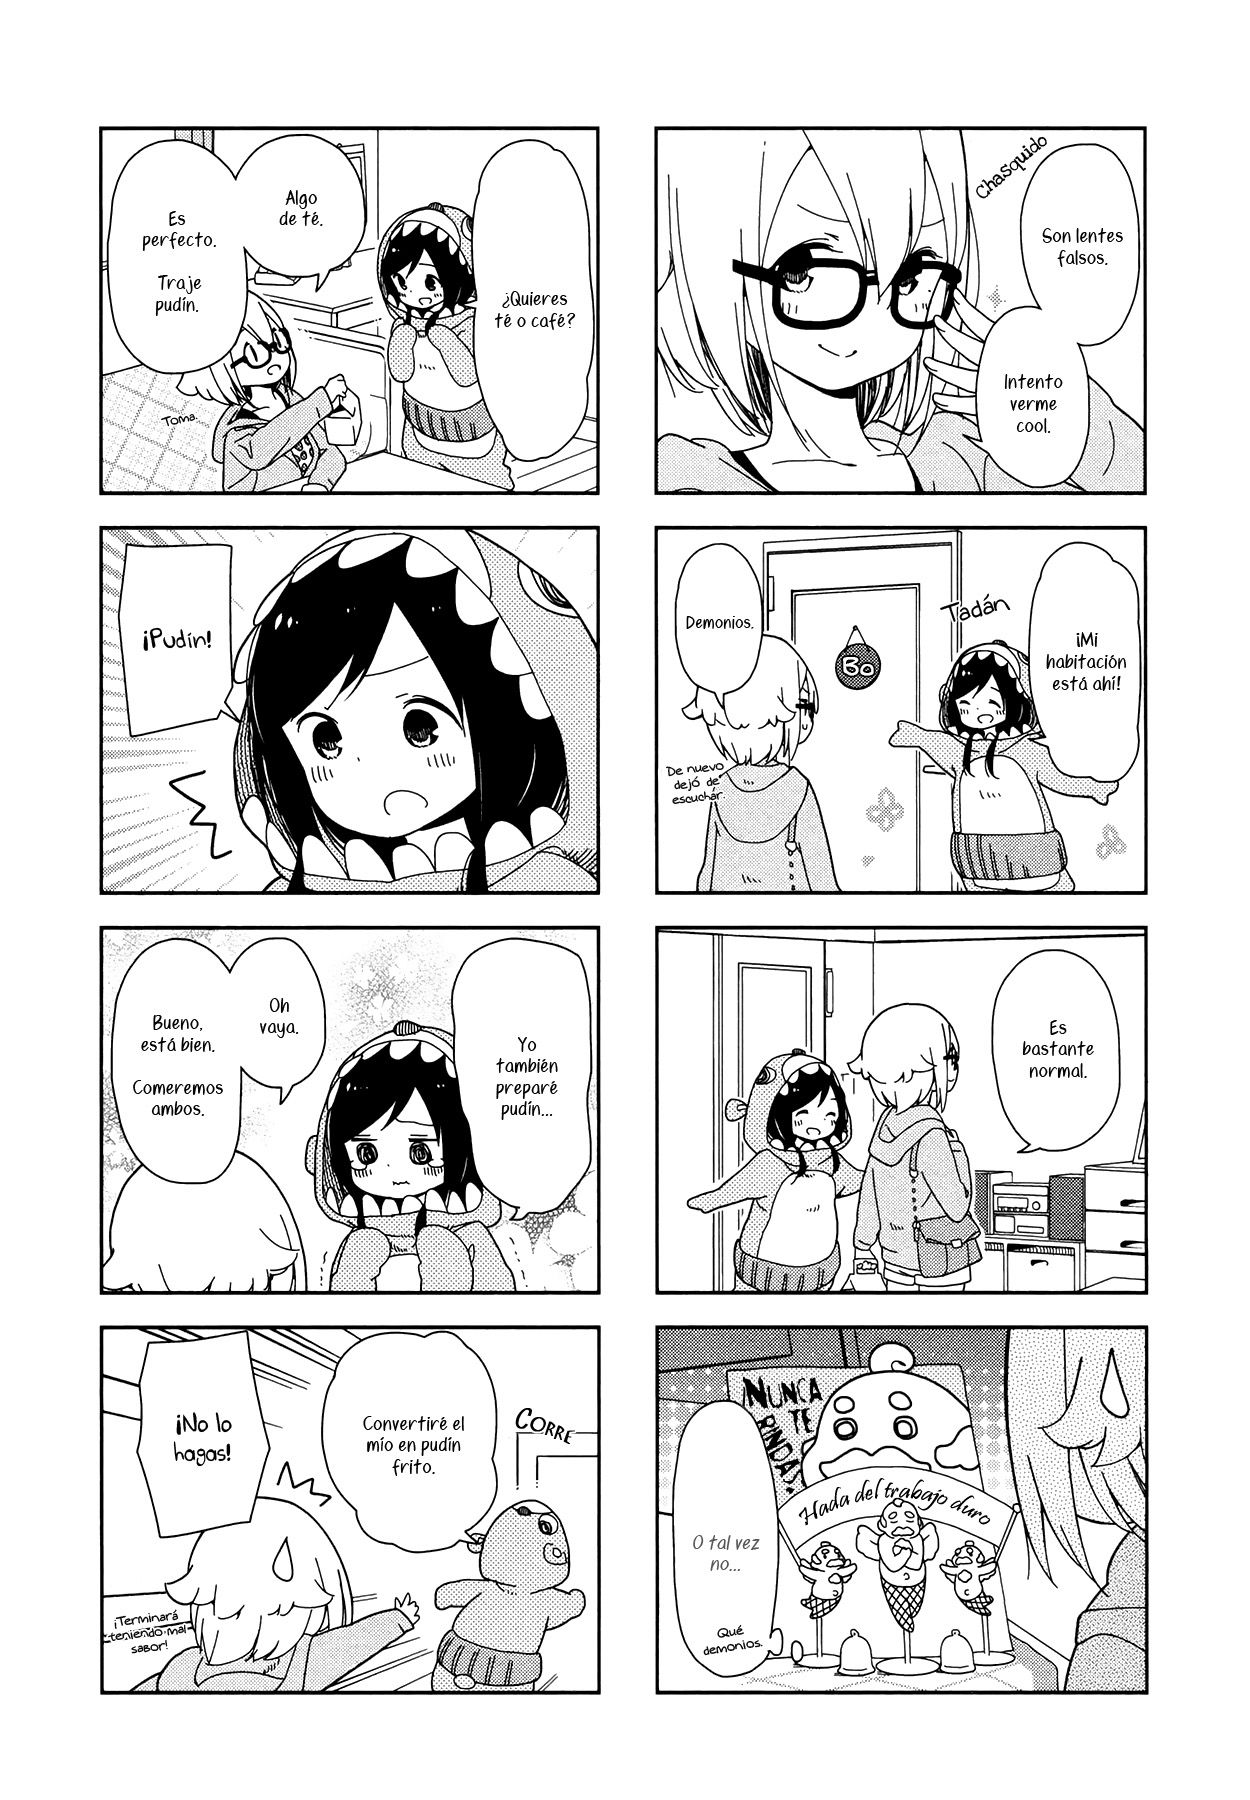 Chasquido
Son lentes
falsos.
Intento
verme
cool.
¡Mi
habitación
está ahí!
Tadán
Bo
Demonios.
De nuevo
dejó de
escuchar.
Es
bastante
normal.
NUNCA
TE
RINDAS.
Hada del trabajo duro
O tal vez
no...
Qué
demonios.
¿Quieres
té o café?
Algo
de té.
Es
perfecto.
Traje
pudín.
Toma.
¡Pudín!
Yo
también
preparé
pudín...
Oh
vaya.
Bueno,
está bien.
Comeremos
ambos.
CORRE
Convertiré el
mío en pudín
frito.
¡No lo
hagas!
¡Terminará
teniendo mal
sabor!